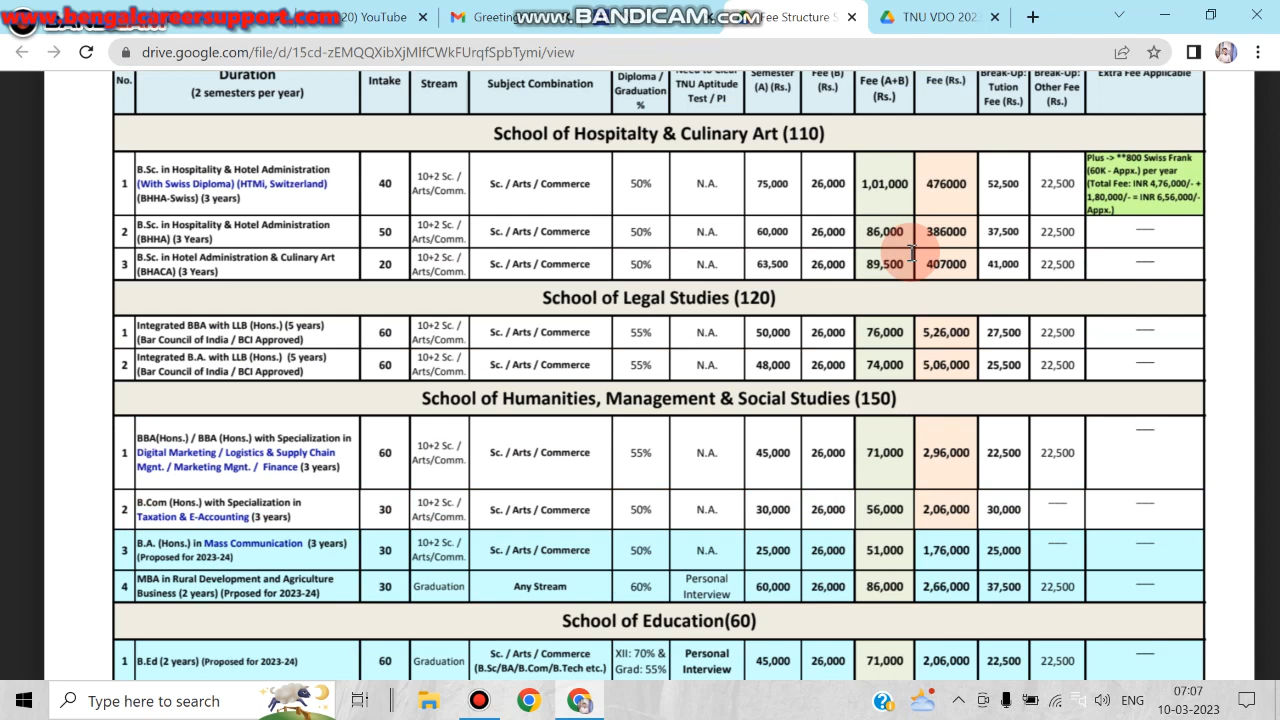 bengalcareersupport.com
www.BANDICAM.com
20) YouTube
Greeting
Fee Structure S
TNU VDO 202
drive.google.com/file/d/15cd-zEMQQXibXjMlfCWkFUrqfSpbTymi/view
No.
Duration
(2 semesters per year)
Intake
Stream
Subject Combination
Diploma /
Graduation
%
TNU Aptitude
Test / PI
Semester
(A) (Rs.)
Fee (B)
(Rs.)
Fee (A+B)
(Rs.)
Fee (Rs.)
Break-Up:
Tution
Fee (Rs.)
Break-Up:
Other Fee
(Rs.)
Extra Fee Applicable
School of Hospitalty & Culinary Art (110)
1
B.Sc. in Hospitality & Hotel Administration
(With Swiss Diploma) (HTMi, Switzerland)
(BHHA-Swiss) (3 years)
40
10+2 Sc. /
Arts/Comm.
Sc. / Arts / Commerce
50%
N.A.
75,000
26,000
1,01,000
476000
52,500
22,500
Plus -> **800 Swiss Frank
(60K - Appx.) per year
(Total Fee: INR 4,76,000/- +
1,80,000/- = INR 6,56,000/-
Appx.)
2
B.Sc. in Hospitality & Hotel Administration
(BHHA) (3 Years)
50
10+2 Sc. /
Arts/Comm.
Sc. / Arts / Commerce
50%
N.A.
60,000
26,000
86,000
386000
37,500
22,500
3
B.Sc. in Hotel Administration & Culinary Art
(BHACA) (3 Years)
20
10+2 Sc. /
Arts/Comm.
Sc. / Arts / Commerce
50%
N.A.
63,500
26,000
89,500
407000
41,000
22,500
School of Legal Studies (120)
1
Integrated BBA with LLB (Hons.) (5 years)
(Bar Council of India / BCI Approved)
60
10+2 Sc. /
Arts/Comm.
Sc. / Arts / Commerce
55%
N.A.
50,000
26,000
76,000
5,26,000
27,500
22,500
2
Integrated B.A. with LLB (Hons.) (5 years)
(Bar Council of India / BCI Approved)
60
10+2 Sc. /
Arts/Comm.
Sc. / Arts / Commerce
55%
N.A.
48,000
26,000
74,000
5,06,000
25,500
22,500
School of Humanities, Management & Social Studies (150)
1
BBA(Hons.) / BBA (Hons.) with Specialization in
Digital Marketing / Logistics & Supply Chain
Mgnt. / Marketing Mgnt. / Finance (3 years)
60
10+2 Sc. /
Arts/Comm.
Sc. / Arts / Commerce
55%
N.A.
45,000
26,000
71,000
2,96,000
22,500
22,500
2
B.Com (Hons.) with Specialization in
Taxation & E-Accounting (3 years)
30
10+2 Sc. /
Arts/Comm.
Sc. / Arts / Commerce
50%
N.A.
30,000
26,000
56,000
2,06,000
30,000
3
B.A. (Hons.) in Mass Communication (3 years)
(Proposed for 2023-24)
30
10+2 Sc. /
Arts/Comm.
Sc. / Arts / Commerce
50%
N.A.
25,000
26,000
51,000
1,76,000
25,000
4
MBA in Rural Development and Agriculture
Business (2 years) (Prposed for 2023-24)
30
Graduation
Any Stream
60%
Personal
Interview
60,000
26,000
86,000
2,66,000
37,500
22,500
School of Education(60)
1
B.Ed (2 years) (Proposed for 2023-24)
60
Graduation
Sc. / Arts / Commerce
(B.Sc/BA/B.Com/B.Tech etc.)
XII: 70% &
Grad: 55%
Personal
Interview
45,000
26,000
71,000
2,06,000
22,500
22,500
Type here to search
07:07
10-03-2023